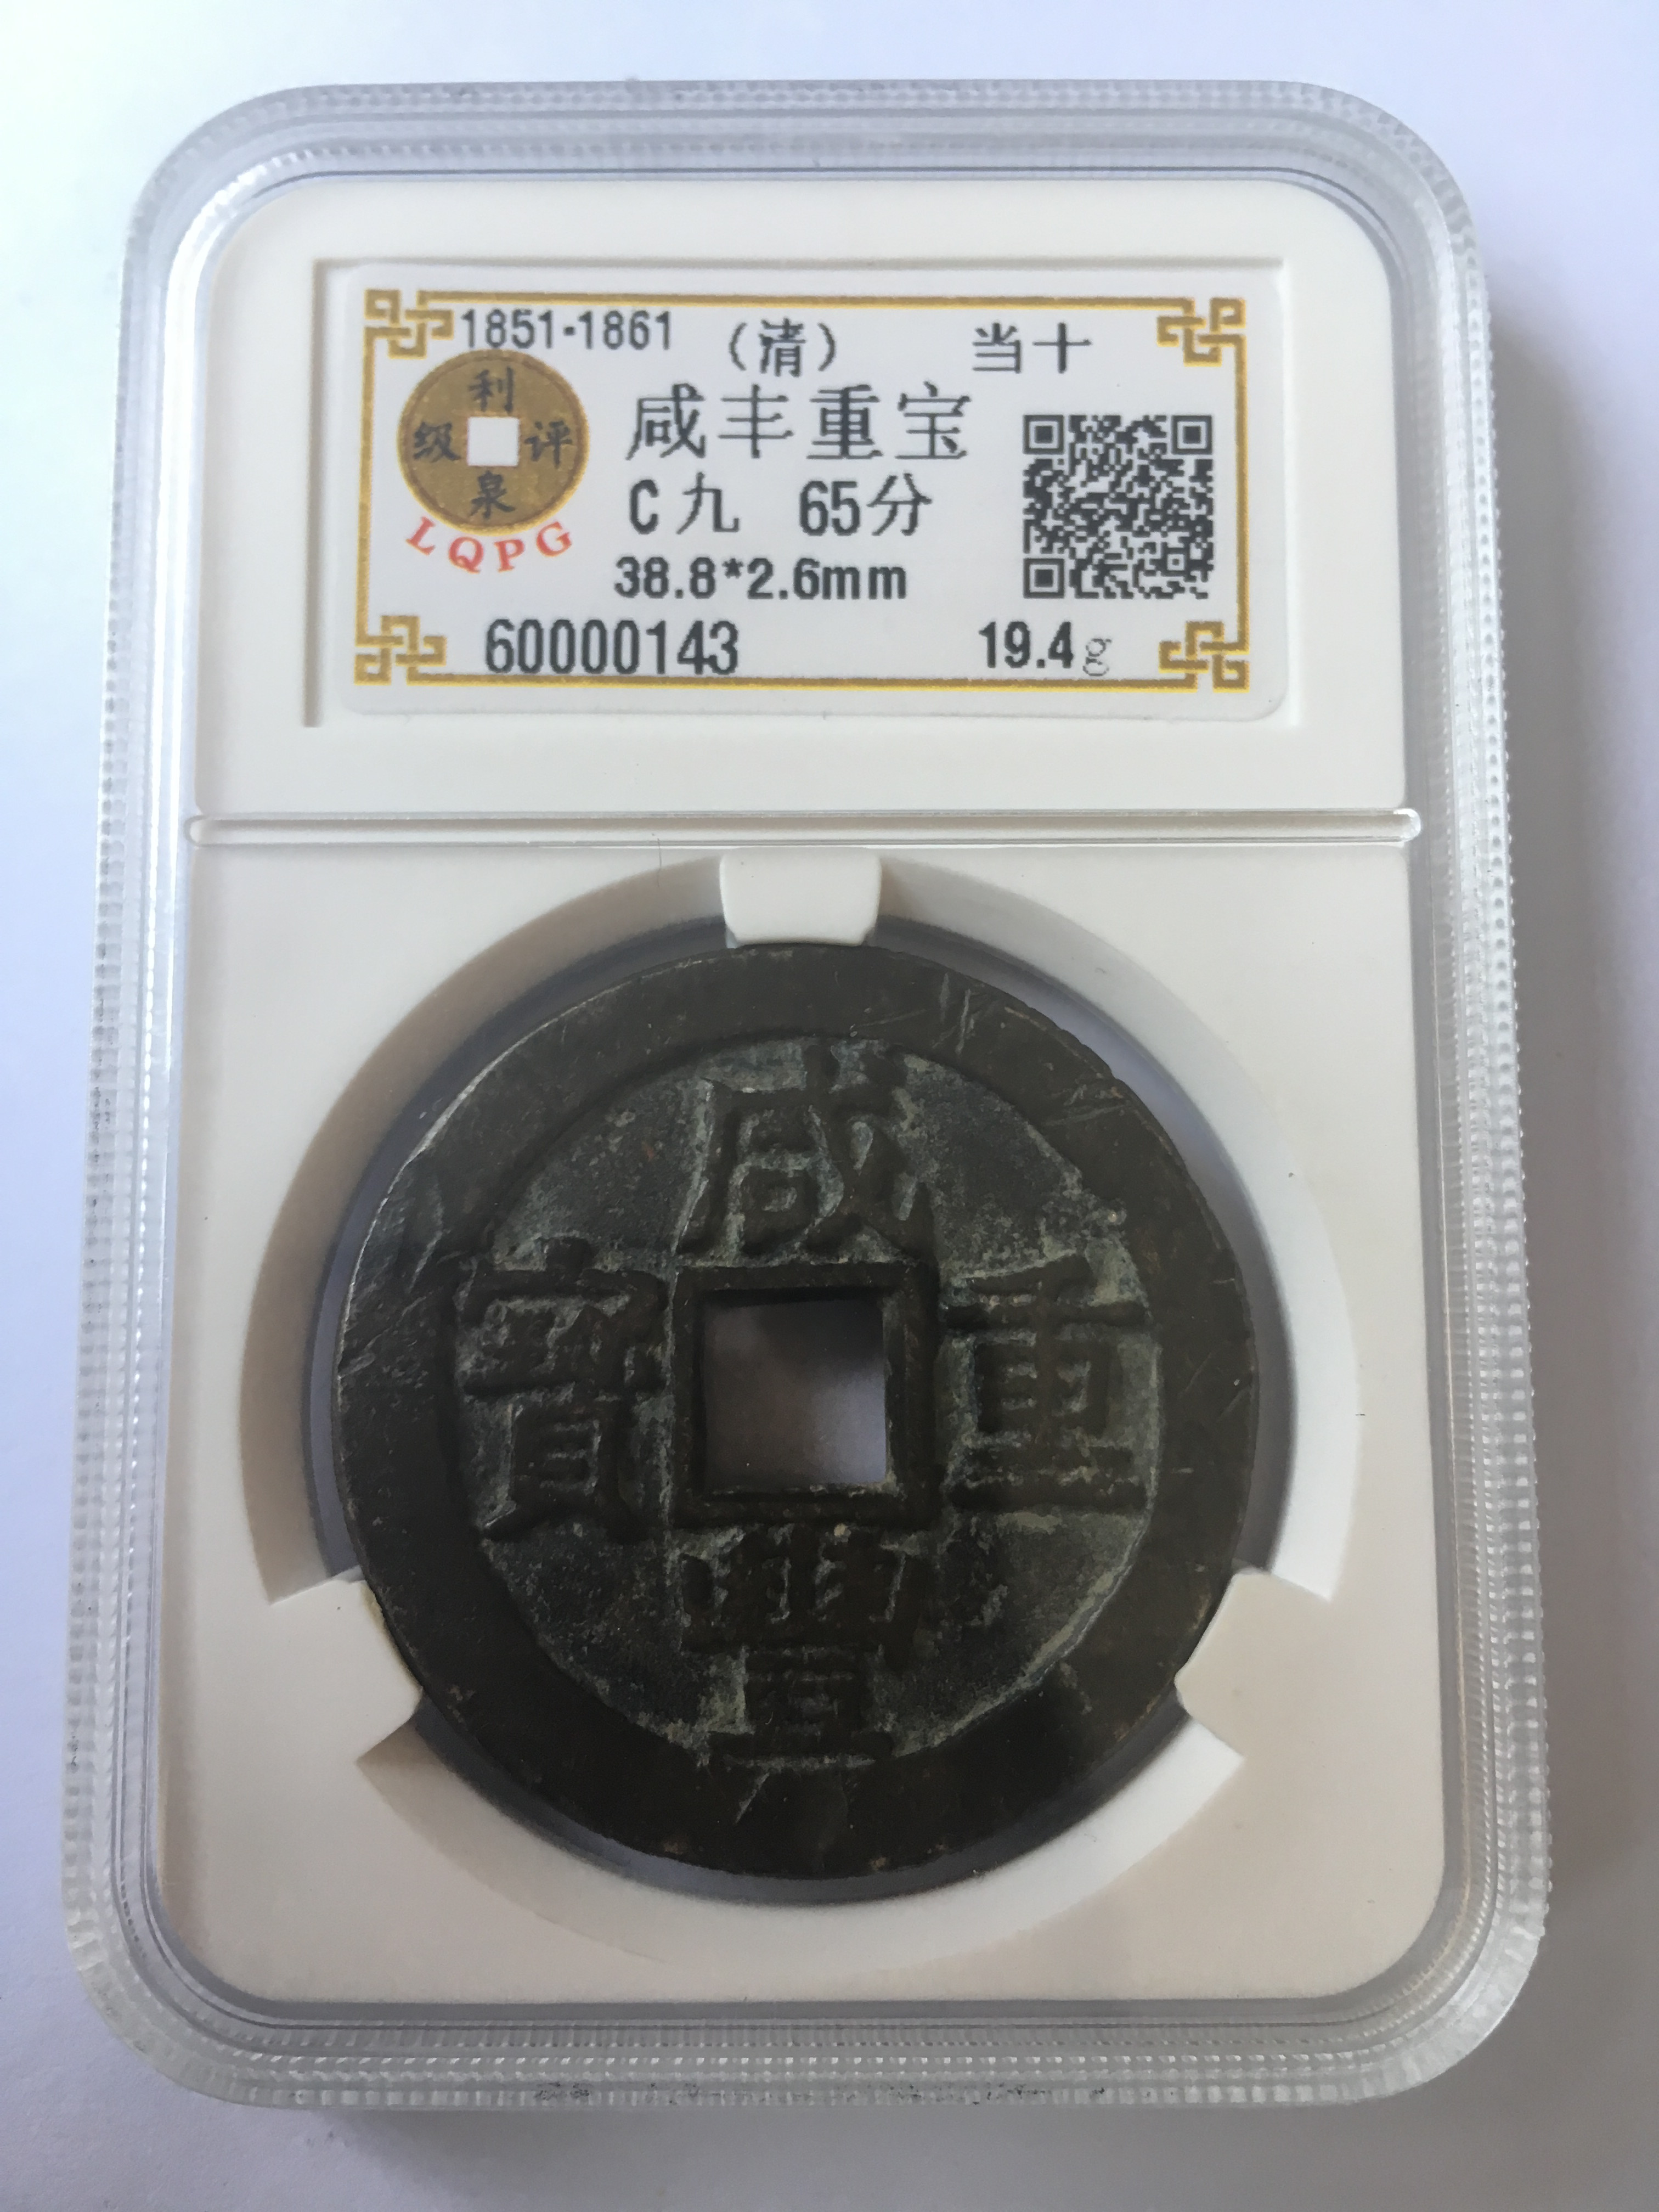 1851-1861 （清） 当十
利泉评级
LQPG
咸丰重宝
C 九 65分
38.8*2.6mm
60000143 19.4g
咸豐重寶